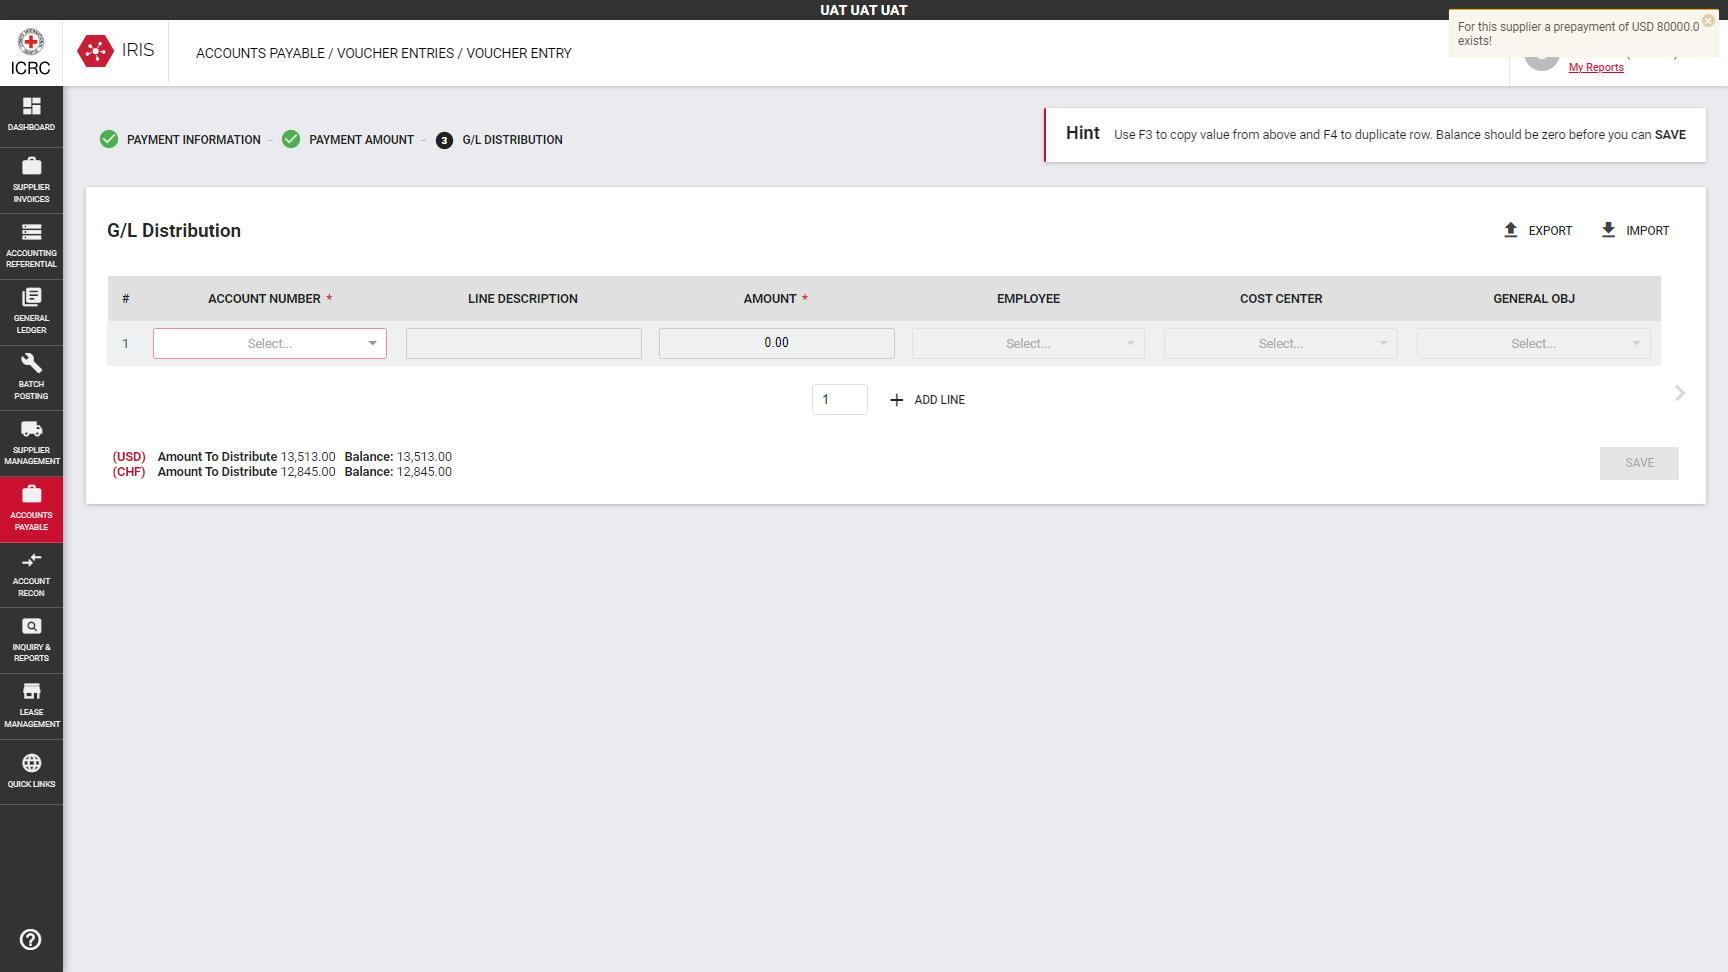 UAT UAT UAT
For this supplier a prepayment of USD 80000.0
exists!
ICRC
IRIS
ACCOUNTS PAYABLE / VOUCHER ENTRIES / VOUCHER ENTRY
My Reports
DASHBOARD
SUPPLIER
INVOICES
ACCOUNTING
REFERENTIAL
GENERAL
LEDGER
BATCH
POSTING
SUPPLIER
MANAGEMENT
ACCOUNTS
PAYABLE
ACCOUNT
RECON
INQUIRY &
REPORTS
LEASE
MANAGEMENT
QUICK LINKS
PAYMENT INFORMATION – PAYMENT AMOUNT – 3 G/L DISTRIBUTION
Hint Use F3 to copy value from above and F4 to duplicate row. Balance should be zero before you can SAVE
G/L Distribution
EXPORT IMPORT
# ACCOUNT NUMBER * LINE DESCRIPTION AMOUNT * EMPLOYEE COST CENTER GENERAL OBJ
1 Select... 0.00 Select... Select... Select...
1 + ADD LINE
(USD) Amount To Distribute 13,513.00 Balance: 13,513.00
(CHF) Amount To Distribute 12,845.00 Balance: 12,845.00
SAVE